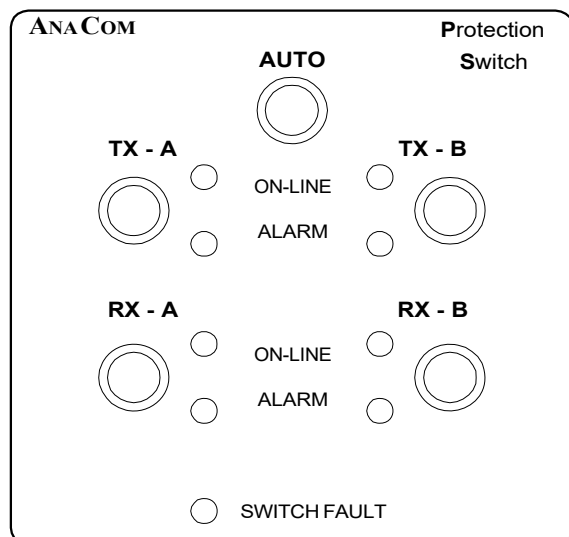 ANACOM
Protection
Switch
AUTO
TX - A
TX - B
ON-LINE
ALARM
RX - A
RX - B
ON-LINE
ALARM
SWITCH FAULT